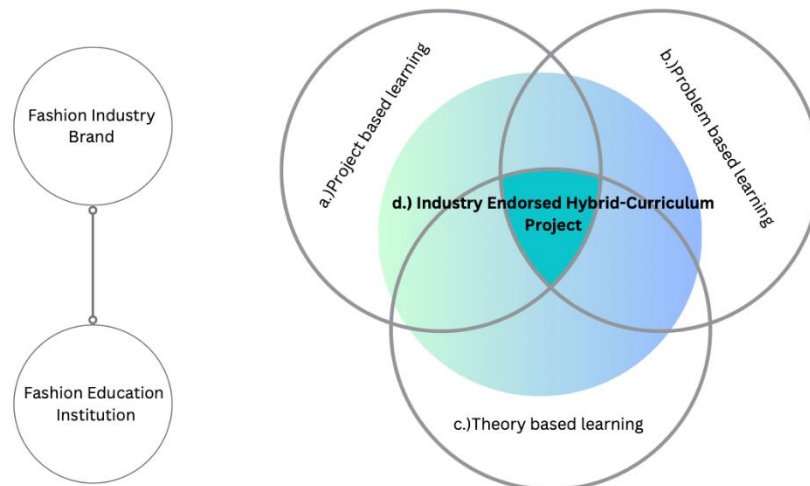 Fashion Industry
Brand
Fashion Education
Institution
a.)Project based learning
b.)Problem based learning
d.) Industry Endorsed Hybrid-Curriculum
Project
c.)Theory based learning